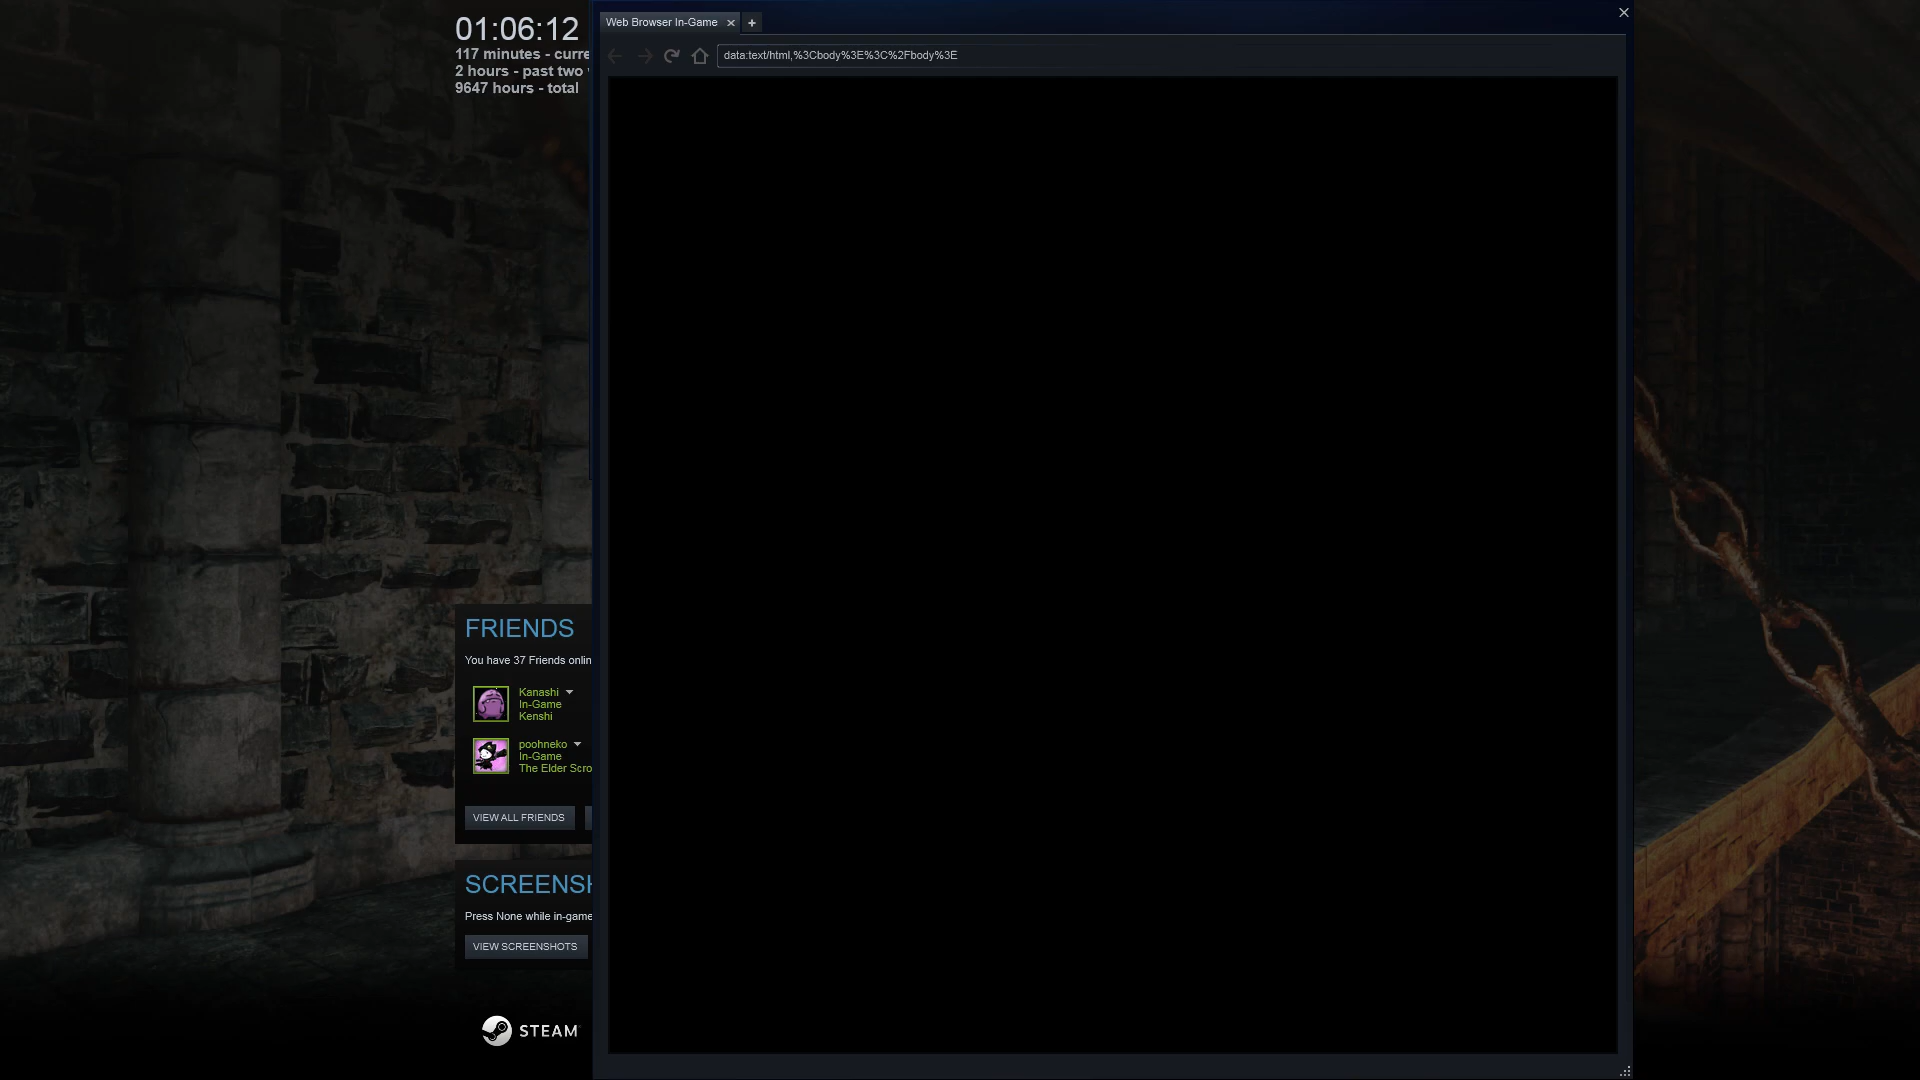 01:06:12
117 minutes - curre
2 hours - past two
9647 hours - total
Web Browser In-Game
data:text/html,%3Cbody%3E%3C%2Fbody%3E
FRIENDS
You have 37 Friends onlin
Kanashi
In-Game
Kenshi
poohneko
In-Game
The Elder Scro
VIEW ALL FRIENDS
SCREENSH
Press None while in-game
VIEW SCREENSHOTS
STEAM